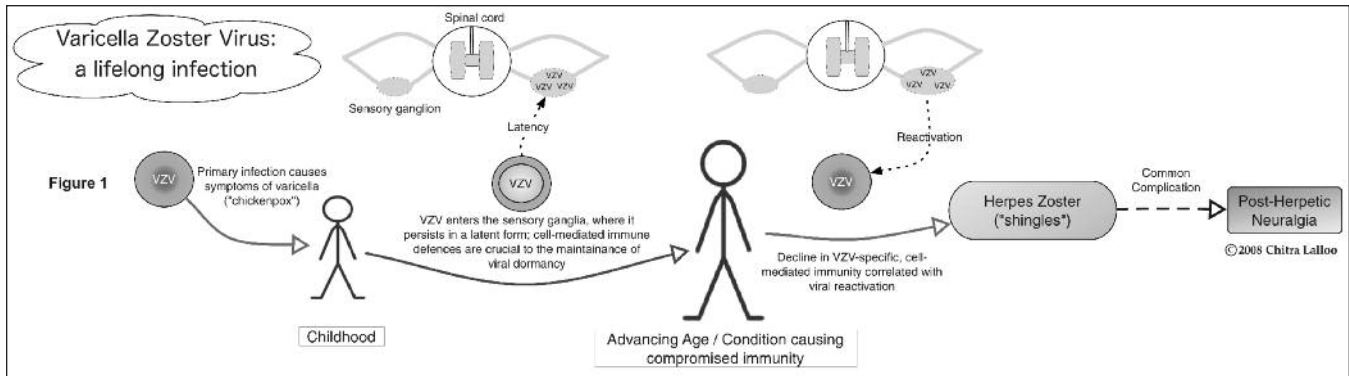 Varicella Zoster Virus:
a lifelong infection
Spinal cord
Sensory ganglion
VZV
VZV VZV
Latency
VZV
VZV VZV
Reactivation
Figure 1
VZV
Primary infection causes
symptoms of varicella
("chickenpox")
VZV
VZV enters the sensory ganglia, where it
persists in a latent form; cell-mediated immune
defences are crucial to the maintainance of
viral dormancy
VZV
Decline in VZV-specific, cell-
mediated immunity correlated with
viral reactivation
Herpes Zoster
("shingles")
Common
Complication
Post-Herpetic
Neuralgia
©2008 Chitra Lalloo
Childhood
Advancing Age / Condition causing
compromised immunity